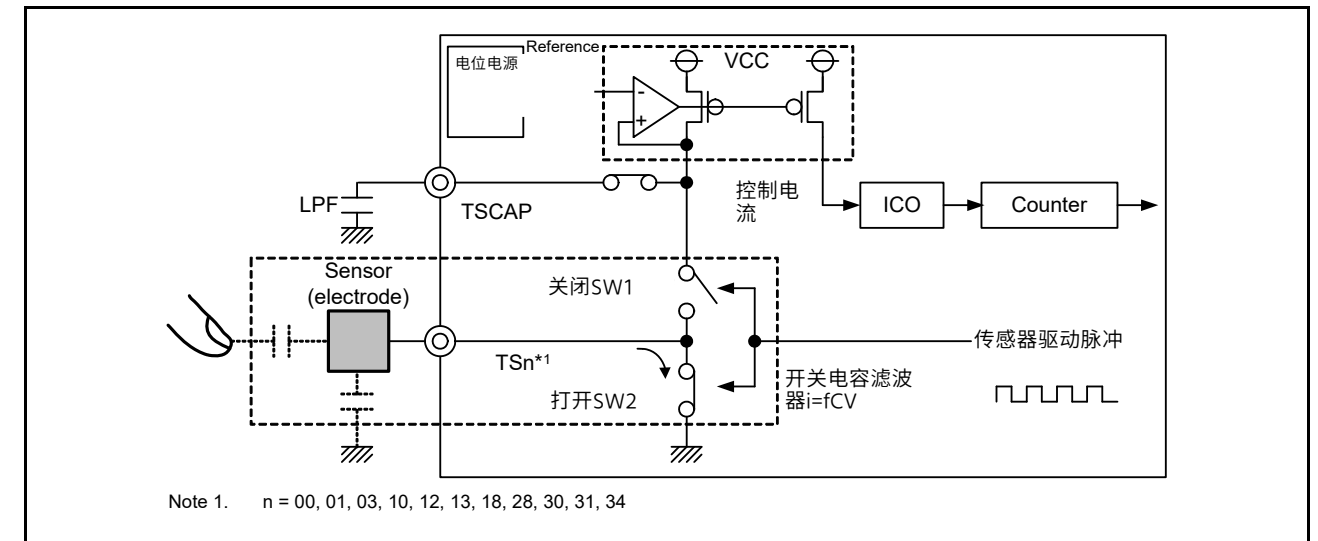 Reference
电位电源
VCC
-
+
控制电
流
ICO
Counter
LPF
TSCAP
Sensor
(electrode)
关闭SW1
TSn*1
传感器驱动脉冲
打开SW2
开关电容滤波
器i=fCV
Note 1. n = 00, 01, 03, 10, 12, 13, 18, 28, 30, 31, 34